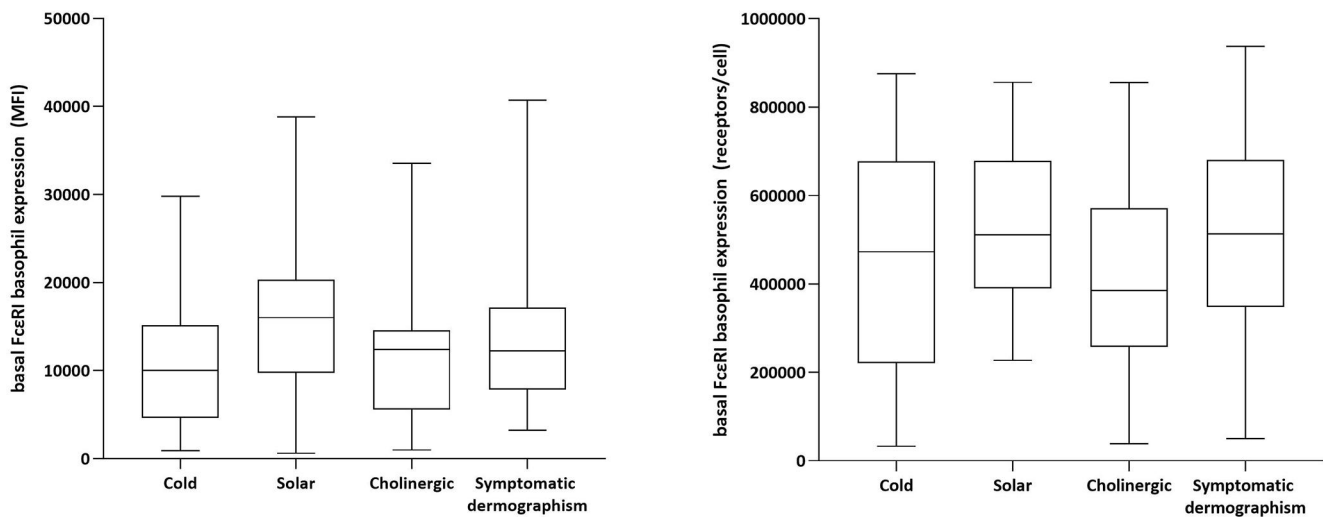 basal FcεRI basophil expression (MFI)
50000
40000
30000
20000
10000
0
Cold
Solar
Cholinergic
Symptomatic
dermographism
basal FcεRI basophil expression (receptors/cell)
1000000
800000
600000
400000
200000
0
Cold
Solar
Cholinergic
Symptomatic
dermographism